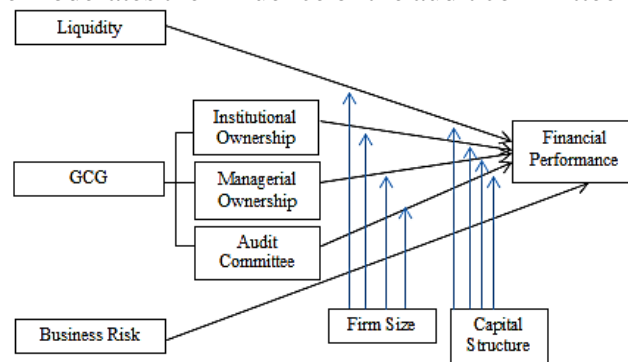 Liquidity
Institutional
Ownership
Financial
Performance
GCG
Managerial
Ownership
Audit
Committee
Business Risk
Firm Size
Capital
Structure